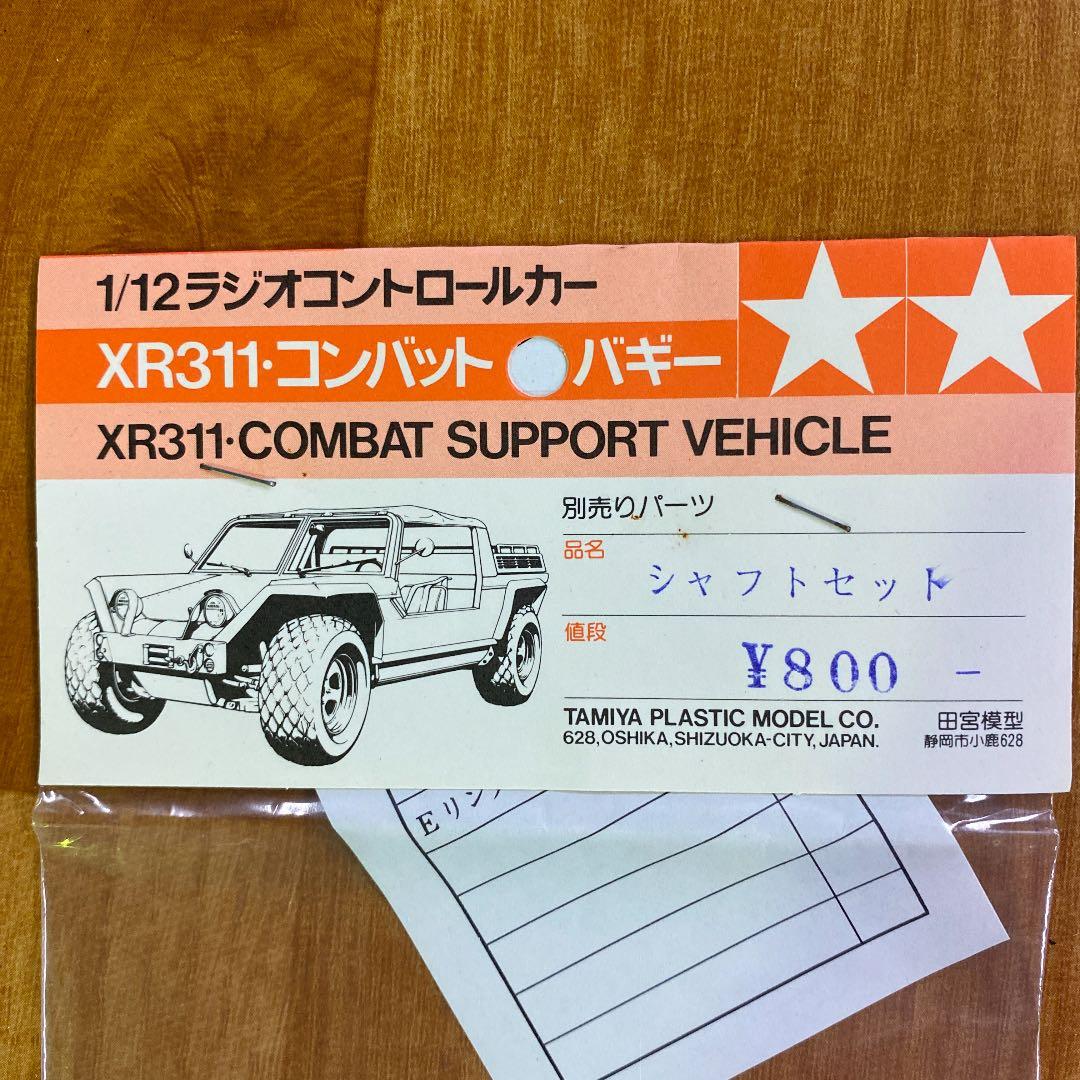 1/12ラジオコントロールカー
XR311·コンバット バギー
XR311·COMBAT SUPPORT VEHICLE
別売りパーツ
品名
シャフトセット
値段
¥800 －
TAMIYA PLASTIC MODEL CO.
628,OSHIKA,SHIZUOKA-CITY,JAPAN.
田宮模型
静岡市小鹿628
Eリン